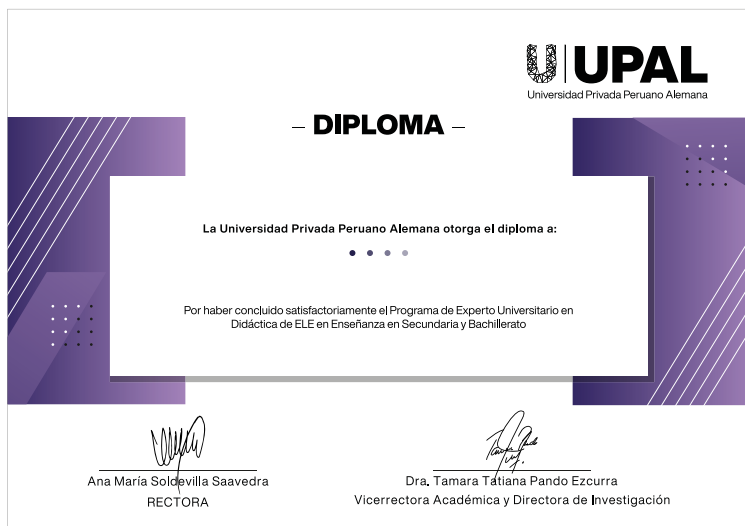 UPAL
Universidad Privada Peruano Alemana
– DIPLOMA –
La Universidad Privada Peruano Alemana otorga el diploma a:
Por haber concluido satisfactoriamente el Programa de Experto Universitario en
Didáctica de ELE en Enseñanza en Secundaria y Bachillerato
Ana María Soldevilla Saavedra
RECTORA
Dra. Tamara Tatiana Pando Ezcurra
Vicerrectora Académica y Directora de Investigación